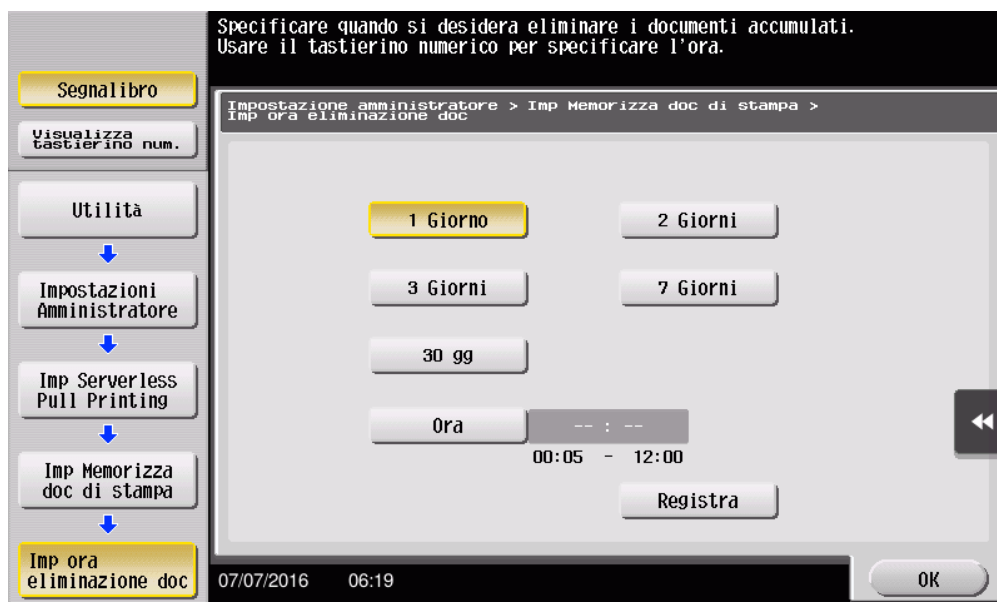 Specificare quando si desidera eliminare i documenti accumulati.
Usare il tastierino numerico per specificare l'ora.
Segnalibro
Visualizza
tastierino num.
Utilità
Impostazioni
Amministratore
Imp Serverless
Pull Printing
Imp Memorizza
doc di stampa
Imp ora
eliminazione doc
Impostazione amministratore > Imp Memorizza doc di stampa >
Imp ora eliminazione doc
1 Giorno
2 Giorni
3 Giorni
7 Giorni
30 gg
Ora
-- : --
00:05 - 12:00
Registra
07/07/2016 06:19
OK